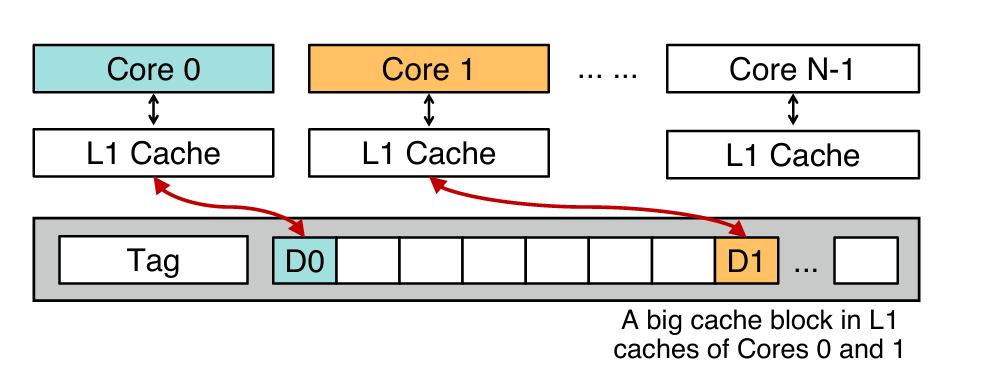 Core 0
Core 1
... ...
Core N-1
L1 Cache
L1 Cache
L1 Cache
Tag
D0
D1
...
A big cache block in L1
caches of Cores 0 and 1